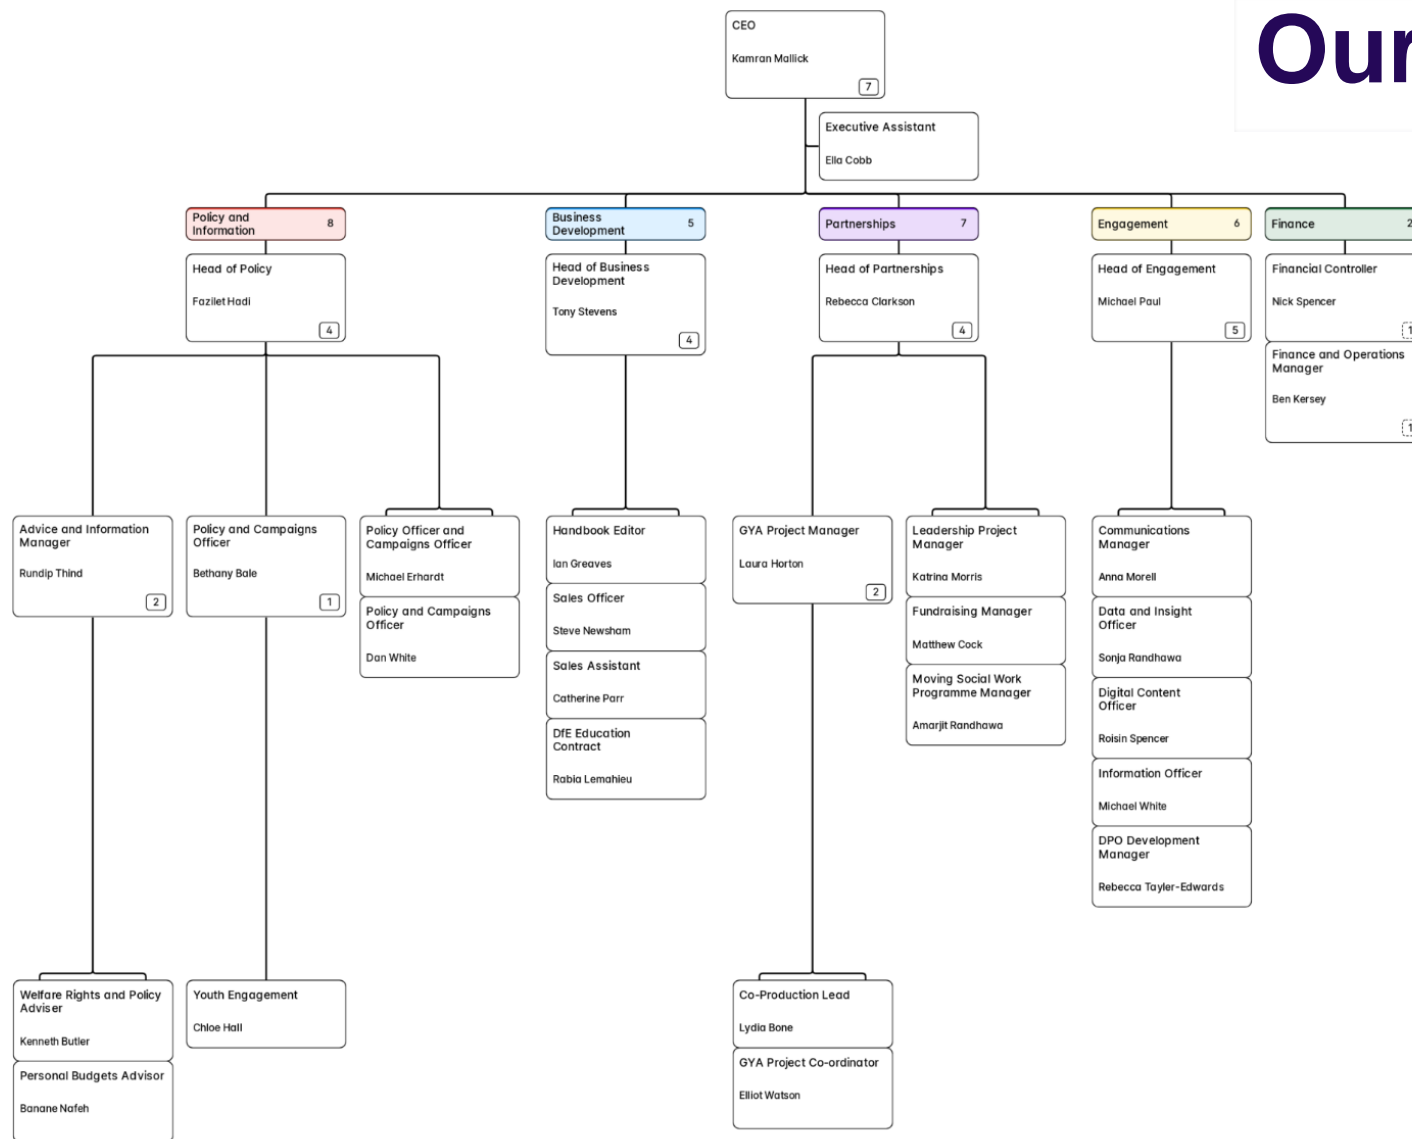 Our
CEO
Kamran Mallick
7
Executive Assistant
Ella Cobb
Policy and
Information
8
Business
Development
5
Partnerships
7
Engagement
6
Finance
2
Head of Policy
Fazilet Hadi
4
Head of Business
Development
Tony Stevens
4
Head of Partnerships
Rebecca Clarkson
4
Head of Engagement
Michael Paul
5
Financial Controller
Nick Spencer
1
Finance and Operations
Manager
Ben Kersey
1
Advice and Information
Manager
Rundip Thind
2
Policy and Campaigns
Officer
Bethany Bale
1
Policy Officer and
Campaigns Officer
Michael Erhardt
Policy and Campaigns
Officer
Dan White
Handbook Editor
Ian Greaves
Sales Officer
Steve Newsham
Sales Assistant
Catherine Parr
DfE Education
Contract
Rabia Lemahieu
GYA Project Manager
Laura Horton
2
Leadership Project
Manager
Katrina Morris
Fundraising Manager
Matthew Cock
Moving Social Work
Programme Manager
Amarjit Randhawa
Communications
Manager
Anna Morell
Data and Insight
Officer
Sonja Randhawa
Digital Content
Officer
Roisin Spencer
Information Officer
Michael White
DPO Development
Manager
Rebecca Tayler-Edwards
Welfare Rights and Policy
Adviser
Kenneth Butler
Personal Budgets Advisor
Banane Nafeh
Youth Engagement
Chloe Hall
Co-Production Lead
Lydia Bone
GYA Project Co-ordinator
Elliot Watson